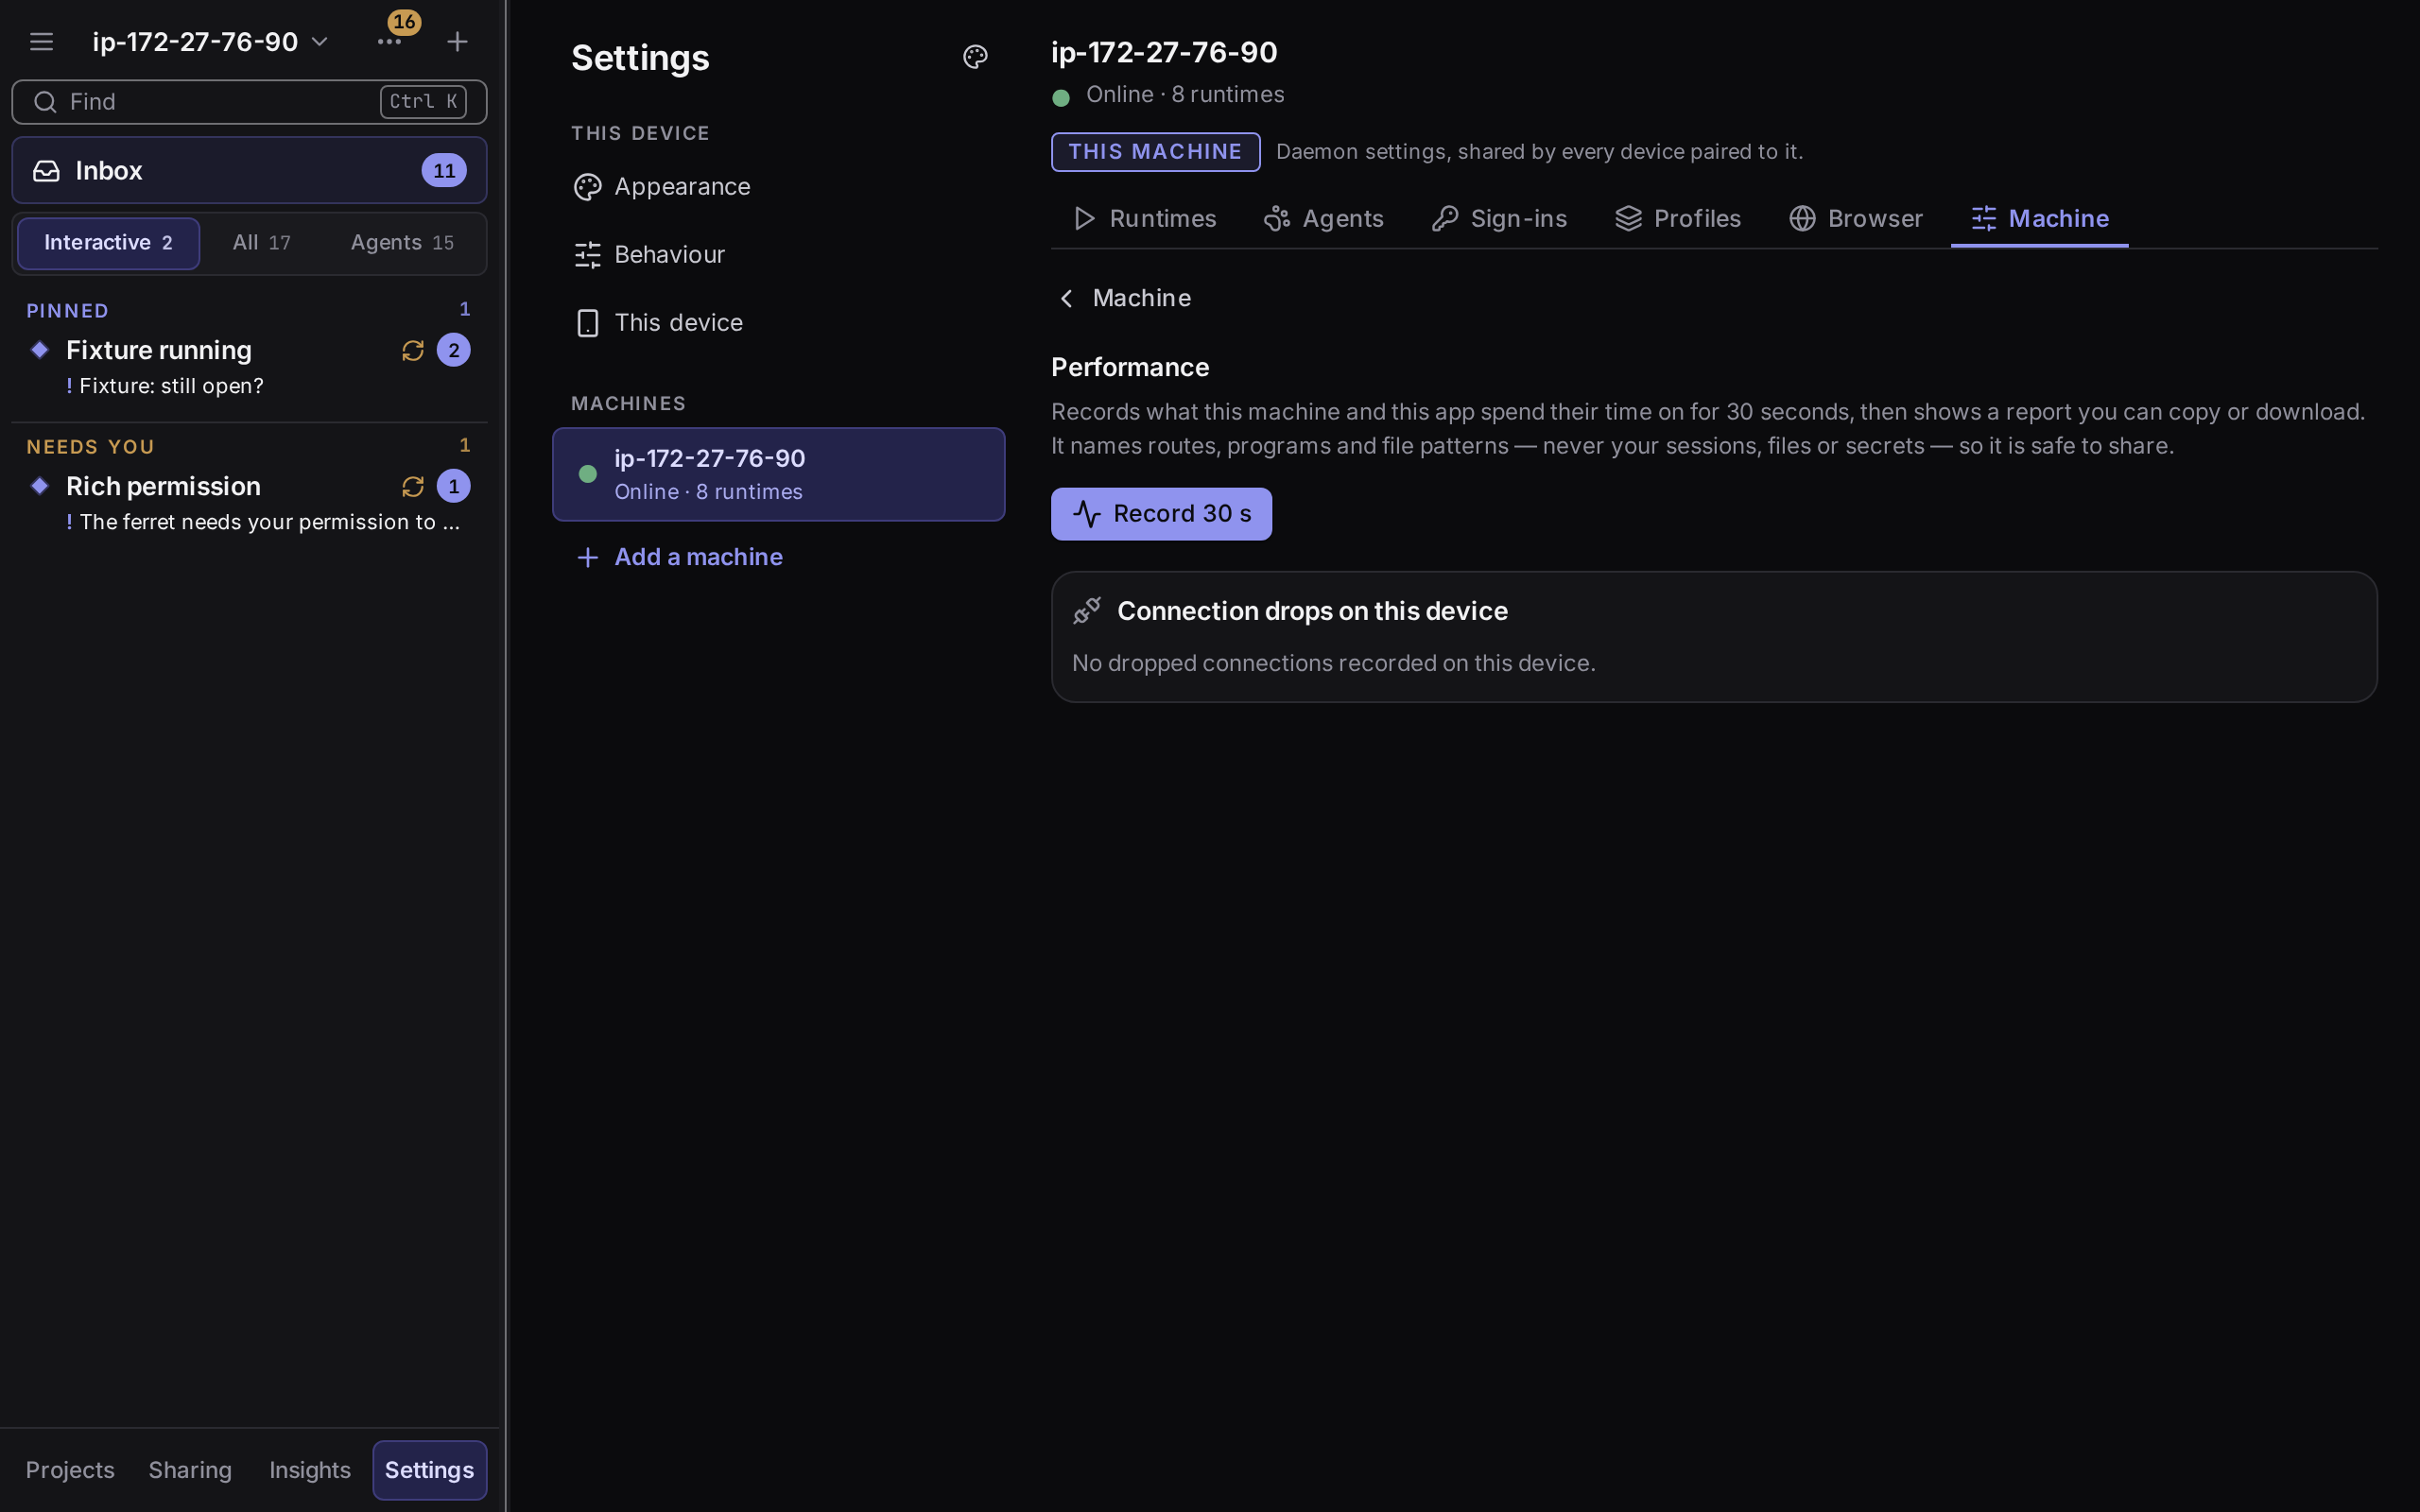 ip-172-27-76-90
16
Find
Ctrl K
Inbox
11
Interactive 2
All 17
Agents 15
PINNED
1
Fixture running
2
! Fixture: still open?
NEEDS YOU
1
Rich permission
1
! The ferret needs your permission to ...
Projects
Sharing
Insights
Settings
Settings
THIS DEVICE
Appearance
Behaviour
This device
MACHINES
ip-172-27-76-90
Online · 8 runtimes
Add a machine
ip-172-27-76-90
Online · 8 runtimes
THIS MACHINE
Daemon settings, shared by every device paired to it.
Runtimes
Agents
Sign-ins
Profiles
Browser
Machine
Machine
Performance
Records what this machine and this app spend their time on for 30 seconds, then shows a report you can copy or download.
It names routes, programs and file patterns — never your sessions, files or secrets — so it is safe to share.
Record 30 s
Connection drops on this device
No dropped connections recorded on this device.